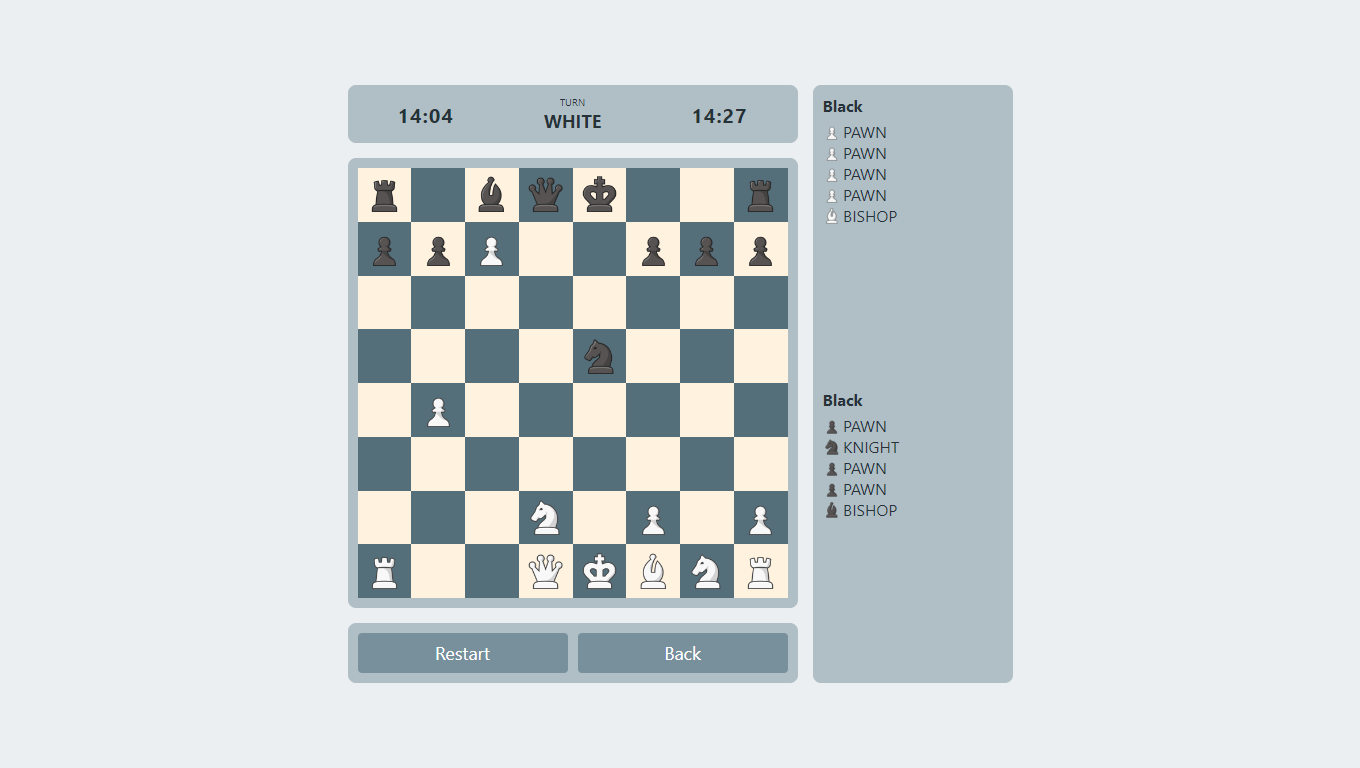 14:04
TURN
WHITE
14:27
Black
PAWN
PAWN
PAWN
PAWN
BISHOP
Black
PAWN
KNIGHT
PAWN
PAWN
BISHOP
Restart
Back